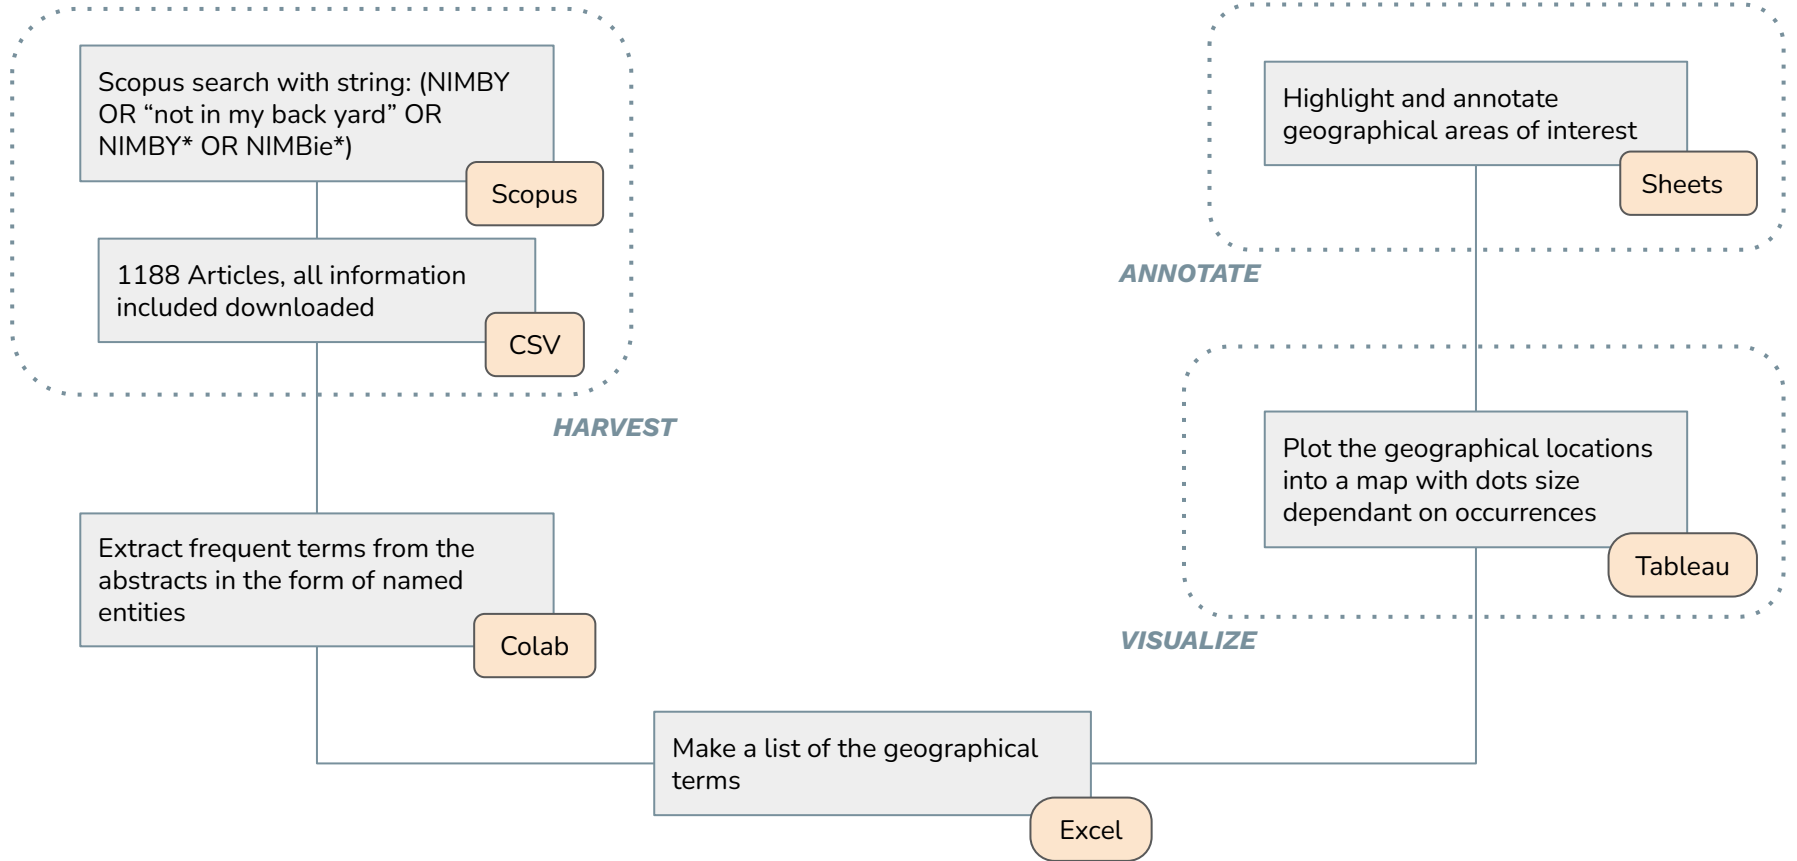 Scopus search with string: (NIMBY
OR “not in my back yard” OR
NIMBY* OR NIMBie*)
Scopus
1188 Articles, all information
included downloaded
CSV
HARVEST
Extract frequent terms from the
abstracts in the form of named
entities
Colab
Make a list of the geographical
terms
Excel
Highlight and annotate
geographical areas of interest
Sheets
ANNOTATE
Plot the geographical locations
into a map with dots size
dependant on occurrences
Tableau
VISUALIZE